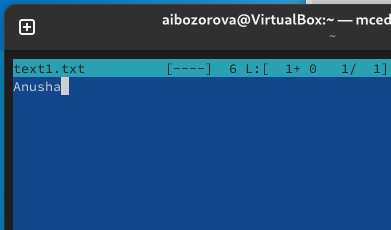 aibozorova@VirtualBox:~ — mced
~
text1.txt [----] 6 L:[ 1+ 0 1/ 1]
Anusha